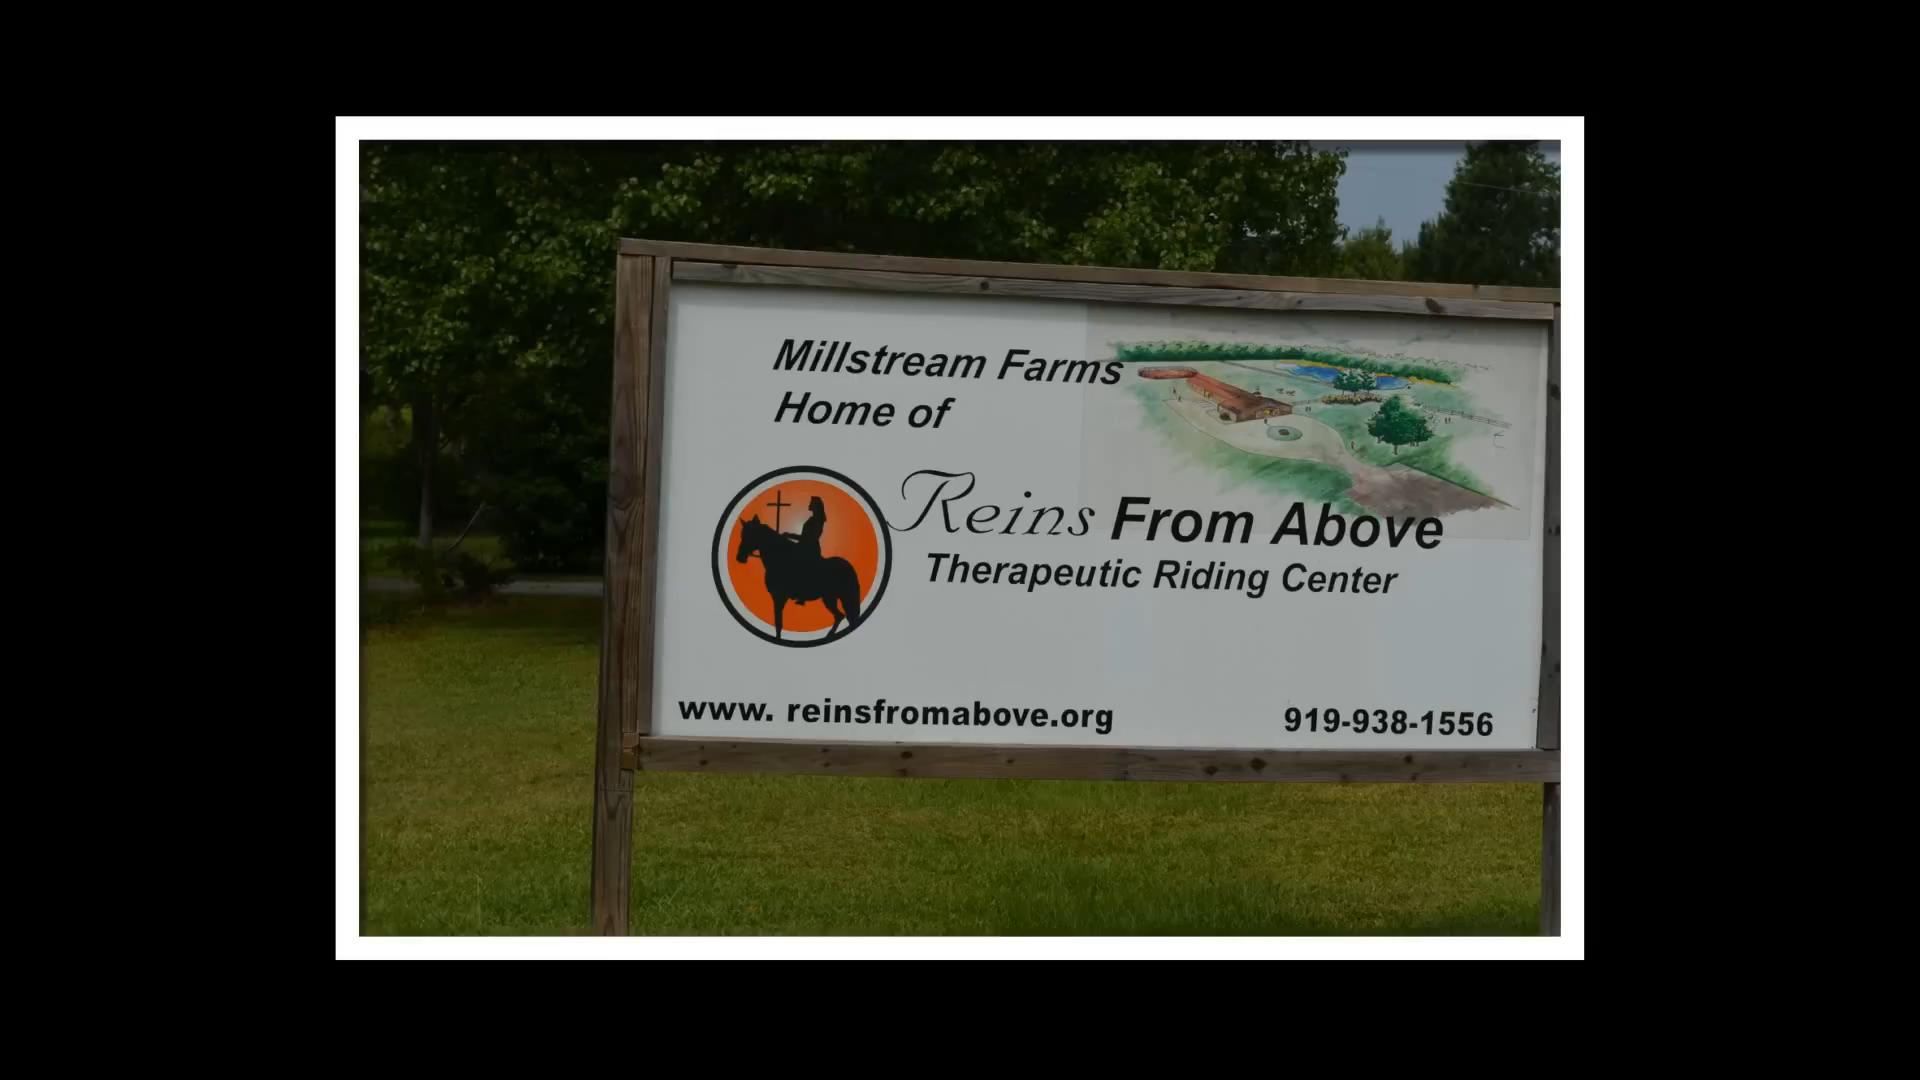 Millstream Farms
Home of
Reins From Above
Therapeutic Riding Center
www. reinsfromabove.org
919-938-1556